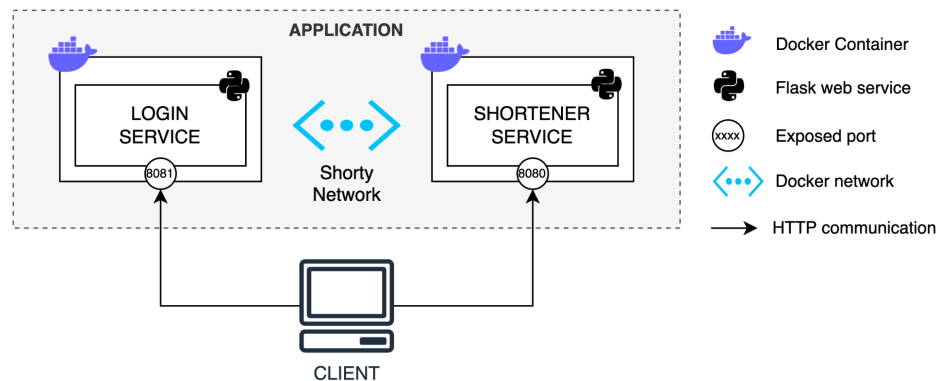 APPLICATION
LOGIN
SERVICE
8081
Shorty
Network
SHORTENER
SERVICE
8080
CLIENT
Docker Container
Flask web service
xxxx
Exposed port
Docker network
HTTP communication